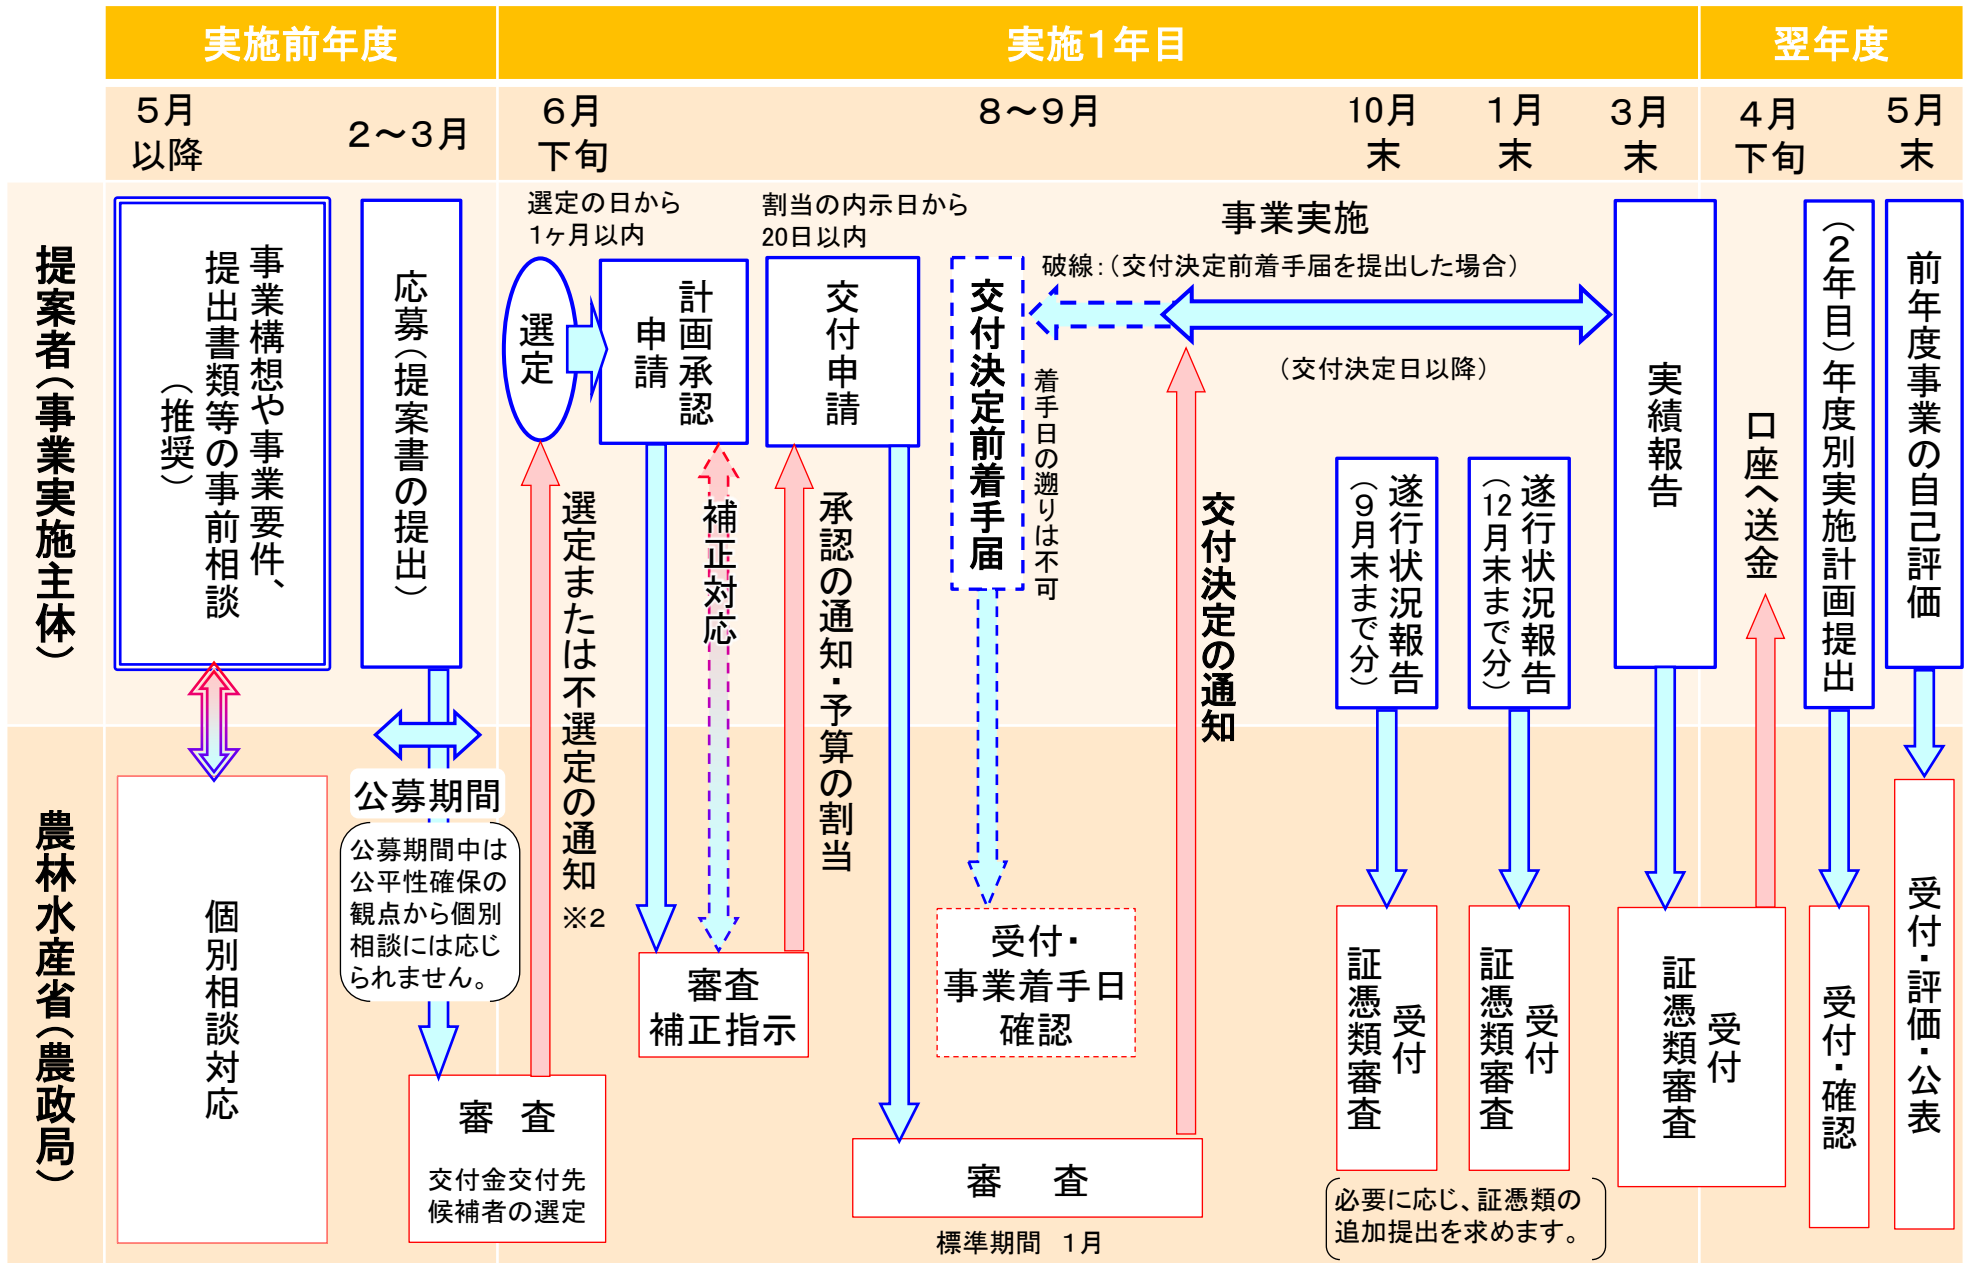 実施前年度
実施1年目
翌年度
5月
以降
2～3月
6月
下旬
8～9月
10月
末
1月
末
3月
末
4月
下旬
5月
末
提案者（事業実施主体）
事業構想や事業要件、
提出書類等の事前相談
（推奨）
応募（提案書の提出）
選定の日から
1ヶ月以内
選定
計画承認
申請
割当の内示日から
20日以内
交付申請
交付決定前着手届
着手日の遡りは不可
事業実施
破線：（交付決定前着手届を提出した場合）
（交付決定日以降）
遂行状況報告
（9月末まで分）
遂行状況報告
（12月末まで分）
実績報告
口座へ送金
（2年目）年度別実施計画提出
前年度事業の自己評価
選定または不選定の通知
※2
補正対応
承認の通知・予算の割当
交付決定の通知
農林水産省（農政局）
個別相談対応
公募期間
公募期間中は
公平性確保の
観点から個別
相談には応じ
られません。
審 査
交付金交付先
候補者の選定
審査
補正指示
受付・
事業着手日
確認
審 査
標準期間 1月
受付
証憑類審査
受付
証憑類審査
必要に応じ、証憑類の
追加提出を求めます。
受付
証憑類審査
受付・確認
受付・評価・公表